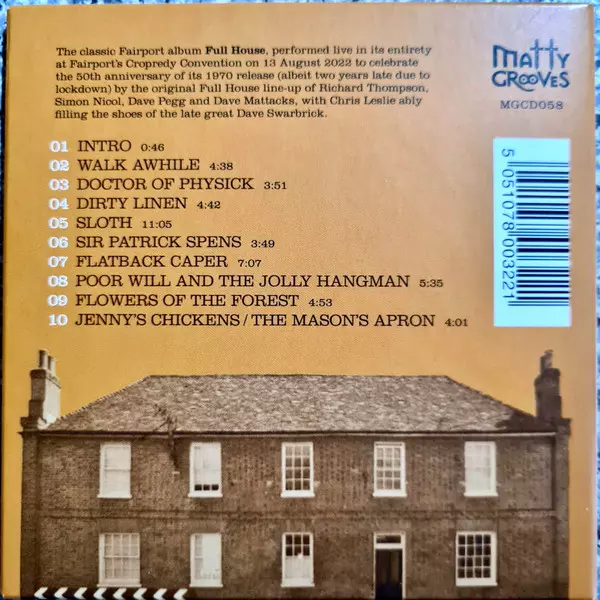 The classic Fairport album Full House, performed live in its entirety
at Fairport's Cropredy Convention on 13 August 2022 to celebrate
the 50th anniversary of its 1970 release (albeit two years late due to
lockdown) by the original Full House line-up of Richard Thompson,
Simon Nicol, Dave Pegg and Dave Mattacks, with Chris Leslie ably
filling the shoes of the late great Dave Swarbrick.
MaTTY
GROOVES
MGCD058
01 INTRO 0:46
02 WALK AWHILE 4:38
03 DOCTOR OF PHYSICK 3:51
04 DIRTY LINEN 4:42
05 SLOTH 11:05
06 SIR PATRICK SPENS 3:49
07 FLATBACK CAPER 7:07
08 POOR WILL AND THE JOLLY HANGMAN 5:35
09 FLOWERS OF THE FOREST 4:53
10 JENNY'S CHICKENS / THE MASON'S APRON 4:01
5 051078 003221